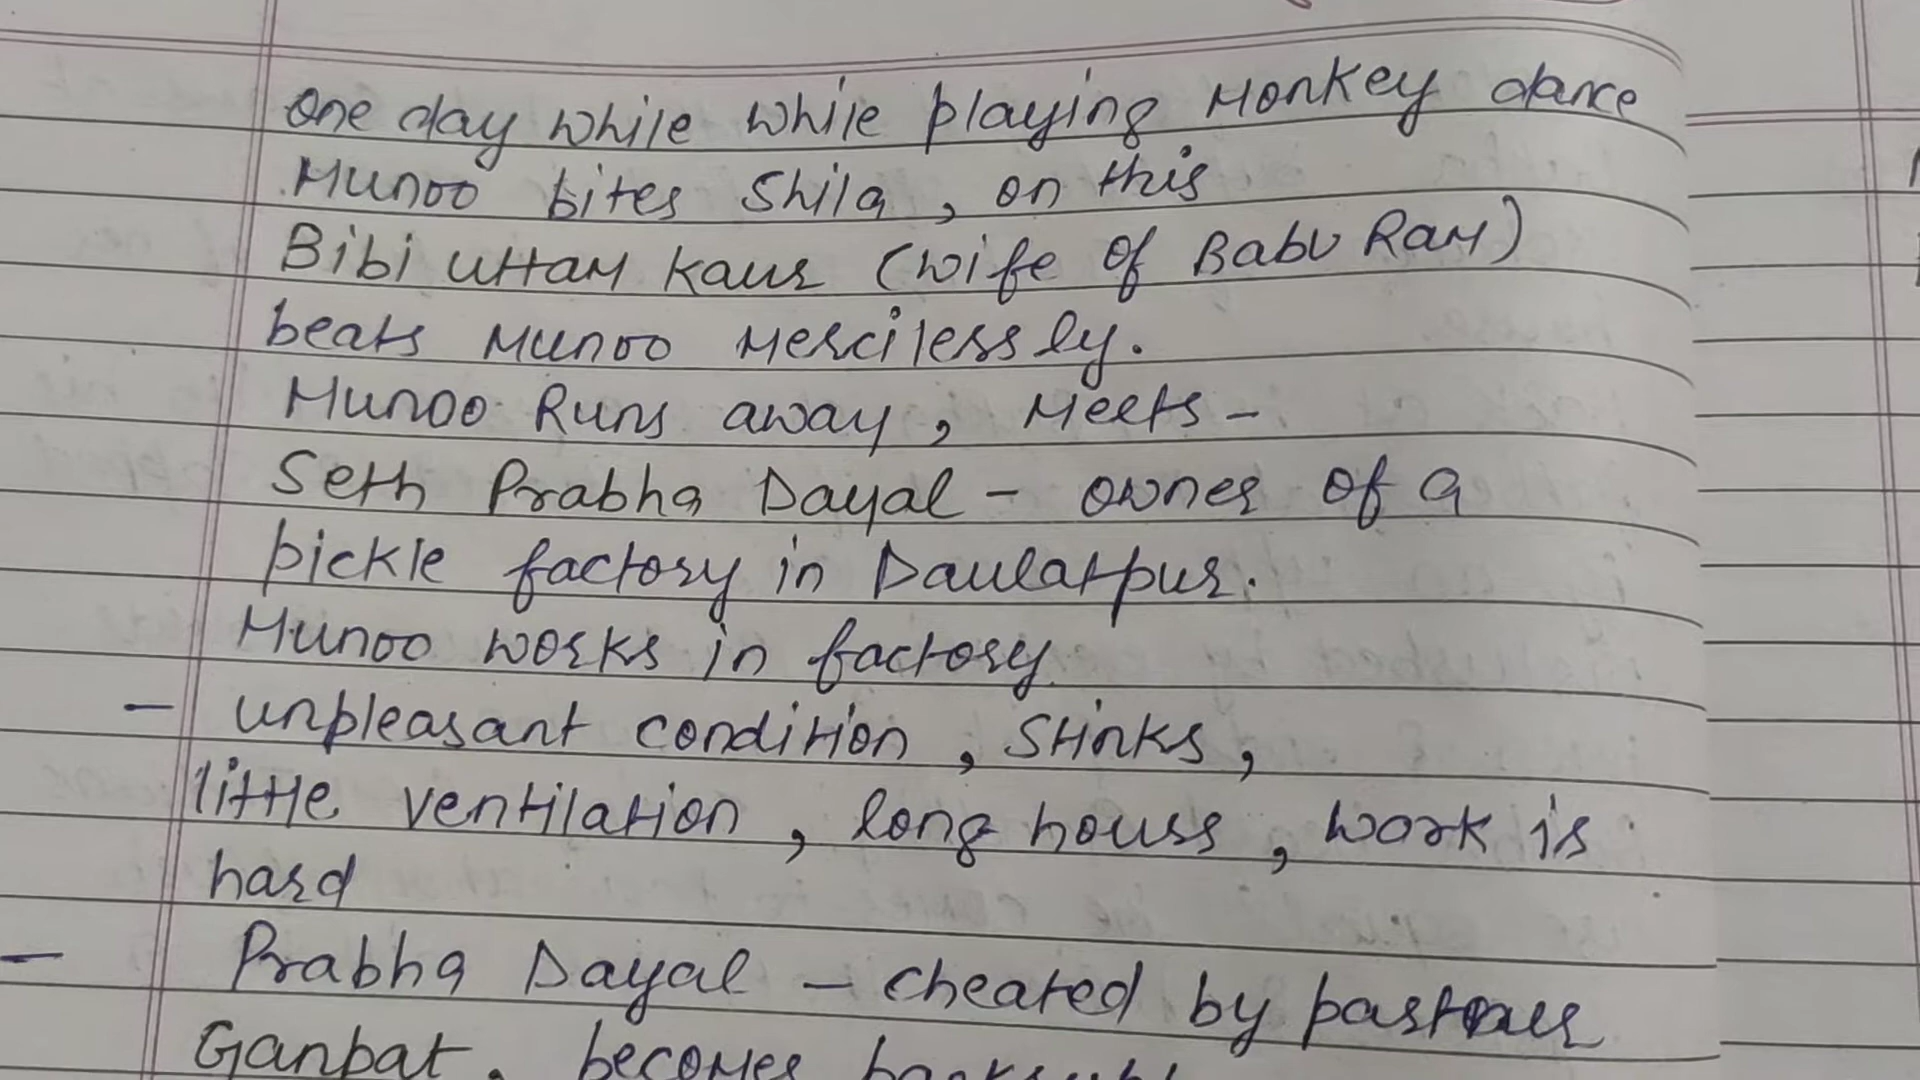 One day while while playing Monkey dance
Munoo bites Shila, on this
Bibi Uttam Kaur (wife of Babu Ram)
beats Munoo Mercilessly.
Munoo Runs away, Meets -
Seth Prabha Dayal - owner of a
pickle factory in Daulatpur.
Munoo works in factory
- unpleasant condition, Stinks,
little ventilation, long hours, work is
hard
- Prabha Dayal - cheated by partner
Ganpat, becomes